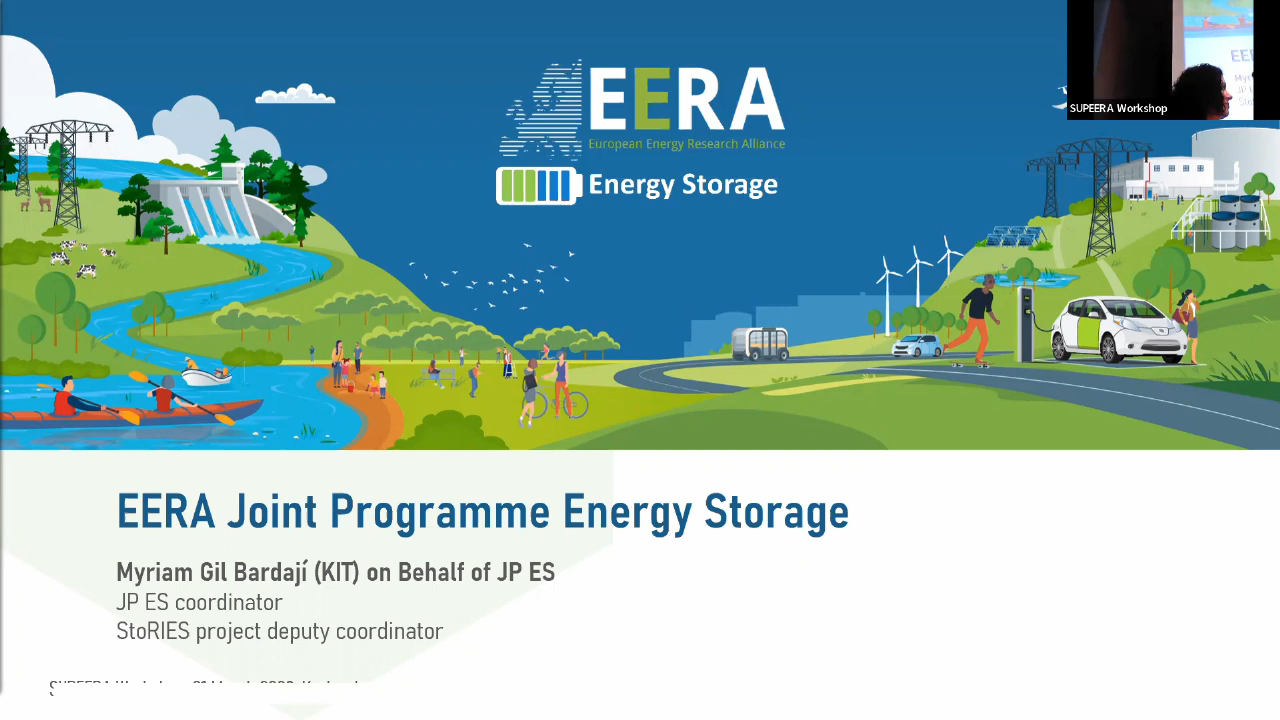 EERA
European Energy Research Alliance
Energy Storage
SUPEERA Workshop
EERA Joint Programme Energy Storage
Myriam Gil Bardají (KIT) on Behalf of JP ES
JP ES coordinator
StoRIES project deputy coordinator